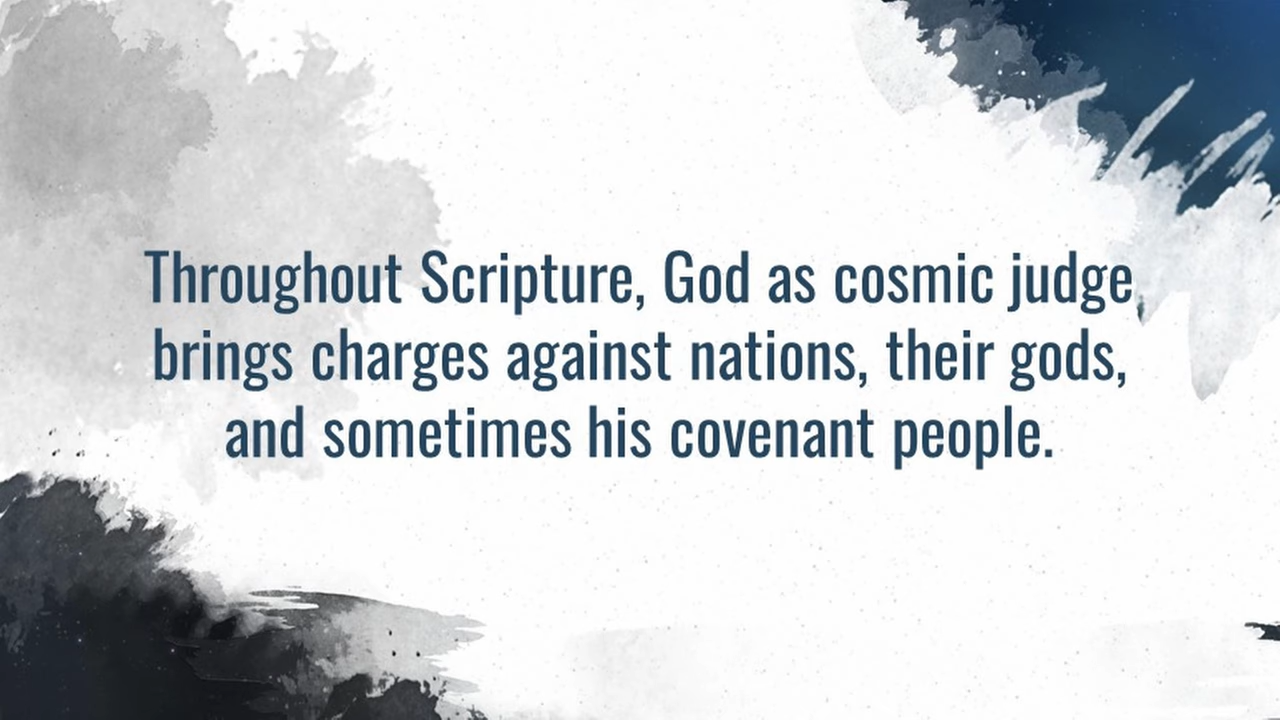 Throughout Scripture, God as cosmic judge
brings charges against nations, their gods,
and sometimes his covenant people.